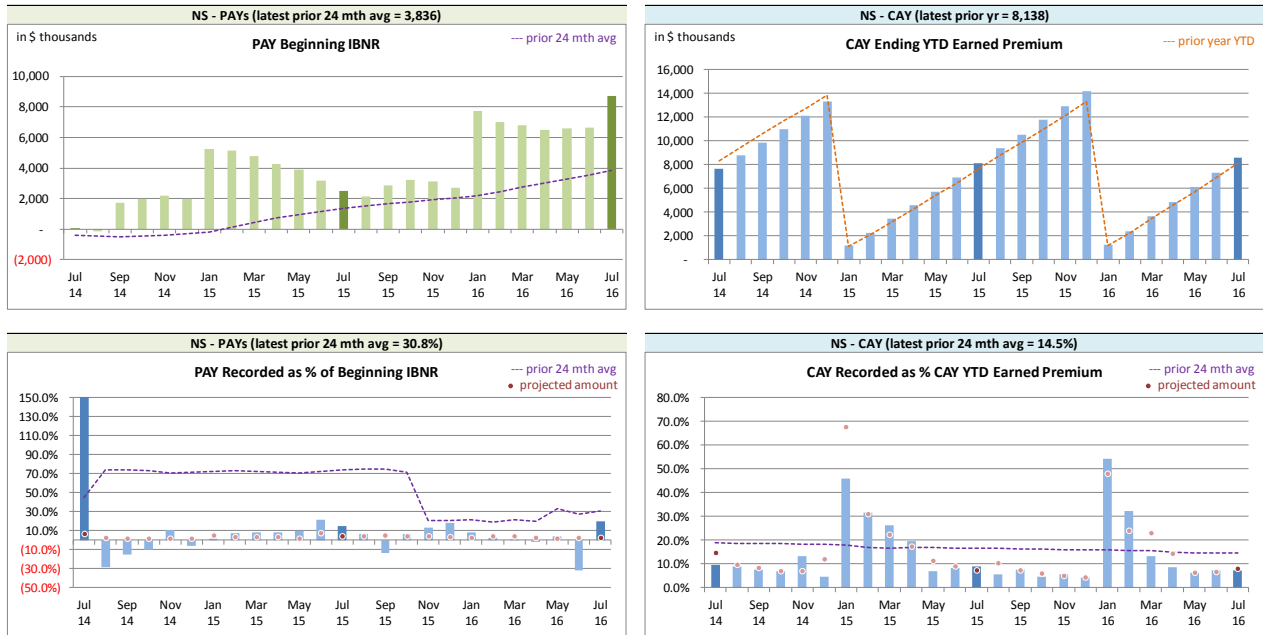 NS - PAYs (latest prior 24 mth avg = 3,836)
in $ thousands
PAY Beginning IBNR
--- prior 24 mth avg
10,000
8,000
6,000
4,000
2,000
-
(2,000)
Jul Sep Nov Jan Mar May Jul Sep Nov Jan Mar May Jul
14 14 14 15 15 15 15 15 15 16 16 16 16
NS - CAY (latest prior yr = 8,138)
in $ thousands
CAY Ending YTD Earned Premium
--- prior year YTD
16,000
14,000
12,000
10,000
8,000
6,000
4,000
2,000
-
Jul Sep Nov Jan Mar May Jul Sep Nov Jan Mar May Jul
14 14 14 15 15 15 15 15 15 16 16 16 16
NS - PAYs (latest prior 24 mth avg = 30.8%)
PAY Recorded as % of Beginning IBNR
--- prior 24 mth avg
• projected amount
150.0%
130.0%
110.0%
90.0%
70.0%
50.0%
30.0%
10.0%
(10.0%)
(30.0%)
(50.0%)
Jul Sep Nov Jan Mar May Jul Sep Nov Jan Mar May Jul
14 14 14 15 15 15 15 15 15 16 16 16 16
NS - CAY (latest prior 24 mth avg = 14.5%)
CAY Recorded as % CAY YTD Earned Premium
--- prior 24 mth avg
• projected amount
80.0%
70.0%
60.0%
50.0%
40.0%
30.0%
20.0%
10.0%
0.0%
Jul Sep Nov Jan Mar May Jul Sep Nov Jan Mar May Jul
14 14 14 15 15 15 15 15 15 16 16 16 16